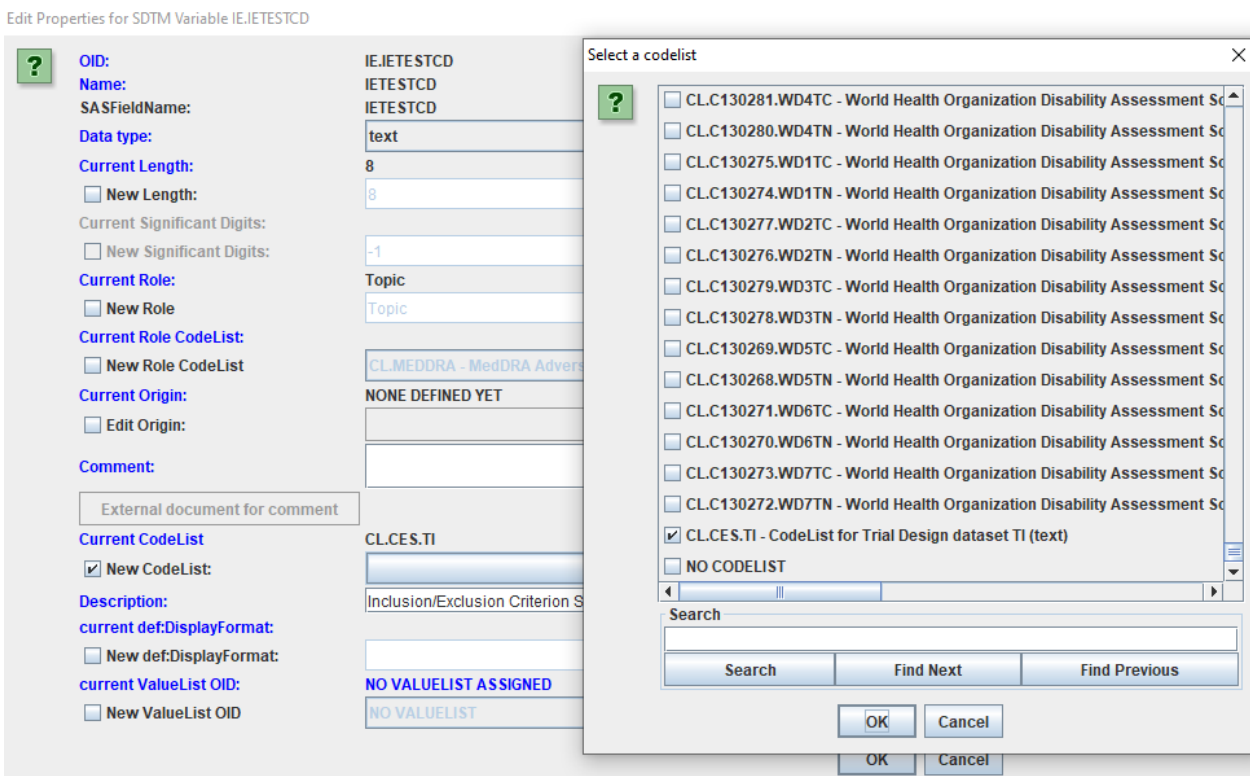 Edit Properties for SDTM Variable IE.IETESTCD
?
OID: IE.IETESTCD
Name: IETESTCD
SASFieldName: IETESTCD
Data type: text
Current Length: 8
New Length: 8
Current Significant Digits:
New Significant Digits: -1
Current Role: Topic
New Role Topic
Current Role CodeList:
New Role CodeList CL.MEDDRA - MedDRA Advers
Current Origin: NONE DEFINED YET
Edit Origin:
Comment:
External document for comment
Current CodeList CL.CES.TI
New CodeList:
Description: Inclusion/Exclusion Criterion S
current def:DisplayFormat:
New def:DisplayFormat:
current ValueList OID: NO VALUELIST ASSIGNED
New ValueList OID NO VALUELIST
Select a codelist
?
CL.C130281.WD4TC - World Health Organization Disability Assessment Sc
CL.C130280.WD4TN - World Health Organization Disability Assessment Sc
CL.C130275.WD1TC - World Health Organization Disability Assessment Sc
CL.C130274.WD1TN - World Health Organization Disability Assessment Sc
CL.C130277.WD2TC - World Health Organization Disability Assessment Sc
CL.C130276.WD2TN - World Health Organization Disability Assessment Sc
CL.C130279.WD3TC - World Health Organization Disability Assessment Sc
CL.C130278.WD3TN - World Health Organization Disability Assessment Sc
CL.C130269.WD5TC - World Health Organization Disability Assessment Sc
CL.C130268.WD5TN - World Health Organization Disability Assessment Sc
CL.C130271.WD6TC - World Health Organization Disability Assessment Sc
CL.C130270.WD6TN - World Health Organization Disability Assessment Sc
CL.C130273.WD7TC - World Health Organization Disability Assessment Sc
CL.C130272.WD7TN - World Health Organization Disability Assessment Sc
CL.CES.TI - CodeList for Trial Design dataset TI (text)
NO CODELIST
Search
Search Find Next Find Previous
OK Cancel
OK Cancel